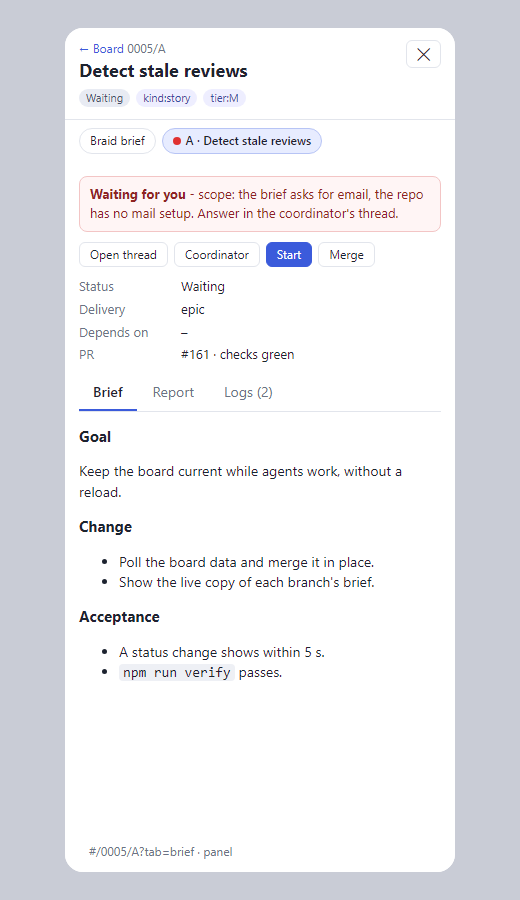 ← Board 0005/A
Detect stale reviews
Waiting kind:story tier:M
Braid brief A · Detect stale reviews
Waiting for you - scope: the brief asks for email, the repo
has no mail setup. Answer in the coordinator's thread.
Open thread Coordinator Start Merge
Status Waiting
Delivery epic
Depends on –
PR #161 · checks green
Brief Report Logs (2)
Goal
Keep the board current while agents work, without a
reload.
Change
• Poll the board data and merge it in place.
• Show the live copy of each branch's brief.
Acceptance
• A status change shows within 5 s.
• npm run verify passes.
#/0005/A?tab=brief · panel